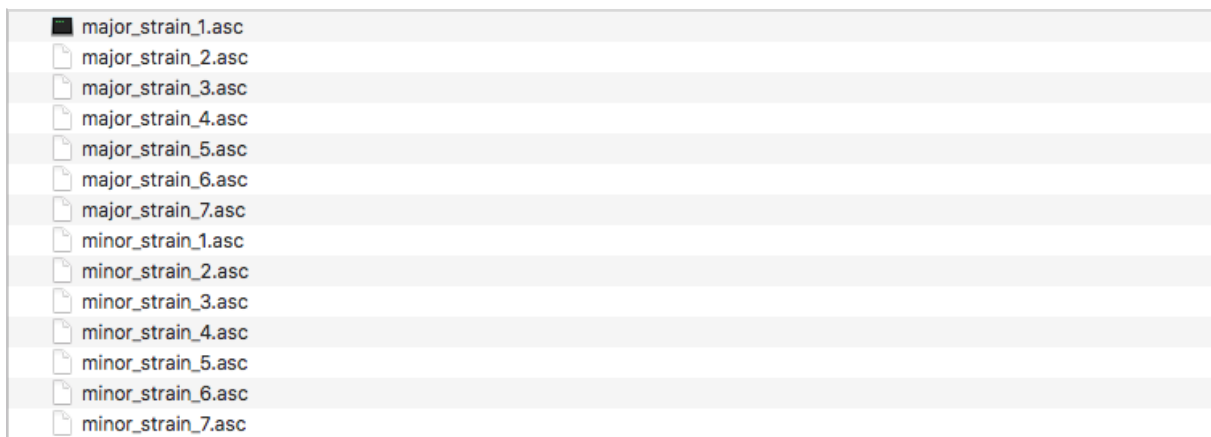 major_strain_1.asc
major_strain_2.asc
major_strain_3.asc
major_strain_4.asc
major_strain_5.asc
major_strain_6.asc
major_strain_7.asc
minor_strain_1.asc
minor_strain_2.asc
minor_strain_3.asc
minor_strain_4.asc
minor_strain_5.asc
minor_strain_6.asc
minor_strain_7.asc